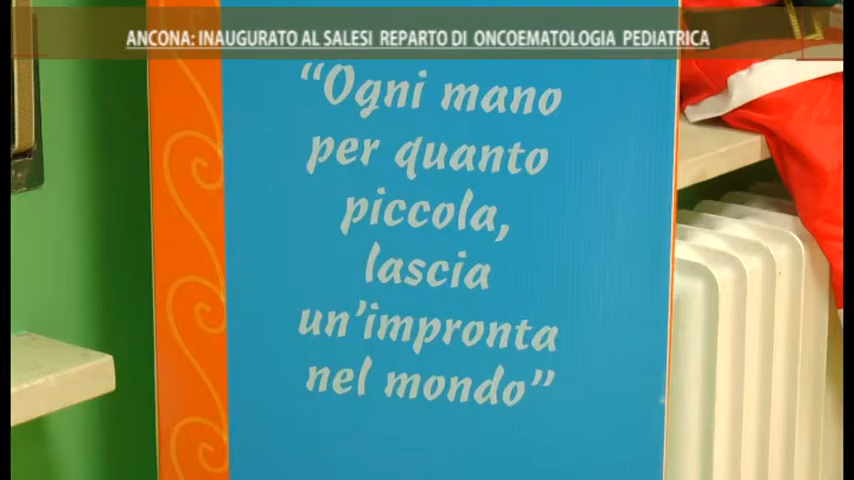 ANCONA: INAUGURATO AL SALESI REPARTO DI ONCOEMATOLOGIA PEDIATRICA
“Ogni mano
per quanto
piccola,
lascia
un’impronta
nel mondo”